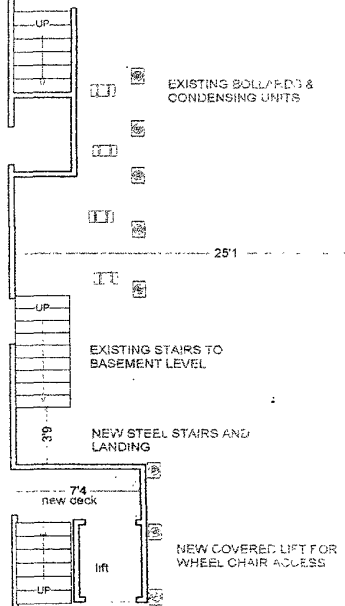 UP
EXISTING BOLLARDS &
CONDENSING UNITS
25'1
UP
EXISTING STAIRS TO
BASEMENT LEVEL
3'9
NEW STEEL STAIRS AND
LANDING
7'4
new deck
lift
NEW COVERED LIFT FOR
WHEEL CHAIR ACCESS
UP